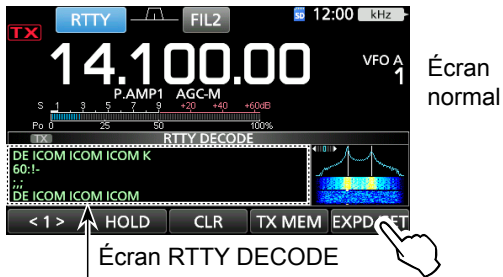 RTTY FIL2 SD 12:00 kHz
TX
14.100.00
VFO A
1
P.AMP1 AGC-M
S 1 3 5 7 9 +20 +40 +60dB
Po 0 25 50 100%
TX RTTY DECODE
DE ICOM ICOM ICOM K
60:!-
;,;
DE ICOM ICOM ICOM
<1> HOLD CLR TX MEM EXPD
Écran
normal
Écran RTTY DECODE